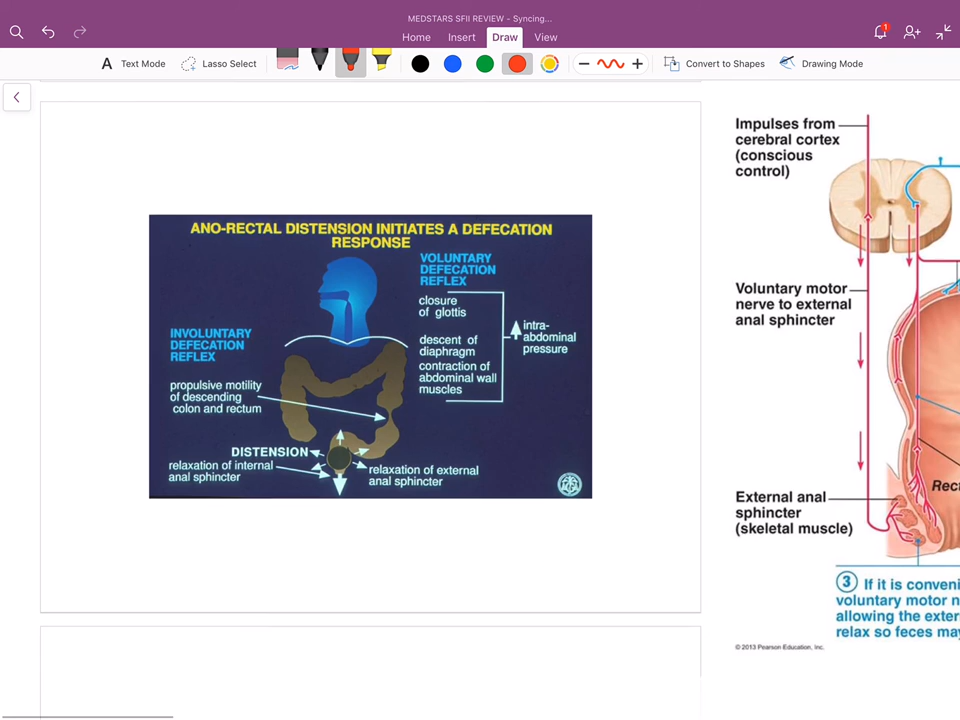 MEDSTARS SFII REVIEW - Syncing...
Home Insert Draw View
1
Text Mode
Lasso Select
Convert to Shapes
Drawing Mode
ANO-RECTAL DISTENSION INITIATES A DEFECATION
RESPONSE
VOLUNTARY
DEFECATION
REFLEX
closure
of glottis
descent of
diaphragm
contraction of
abdominal wall
muscles
intra-
abdominal
pressure
INVOLUNTARY
DEFECATION
REFLEX
propulsive motility
of descending
colon and rectum
DISTENSION
relaxation of internal
anal sphincter
relaxation of external
anal sphincter
Impulses from
cerebral cortex
(conscious
control)
Voluntary motor
nerve to external
anal sphincter
External anal
sphincter
(skeletal muscle)
Rect
3 If it is conveni
voluntary motor n
allowing the exter
relax so feces may
© 2013 Pearson Education, Inc.